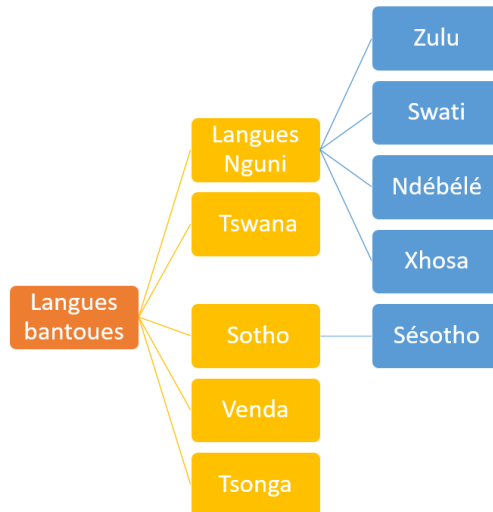 Zulu
Swati
Langues
Nguni
Ndébélé
Tswana
Xhosa
Langues
bantoues
Sotho
Sésotho
Venda
Tsonga